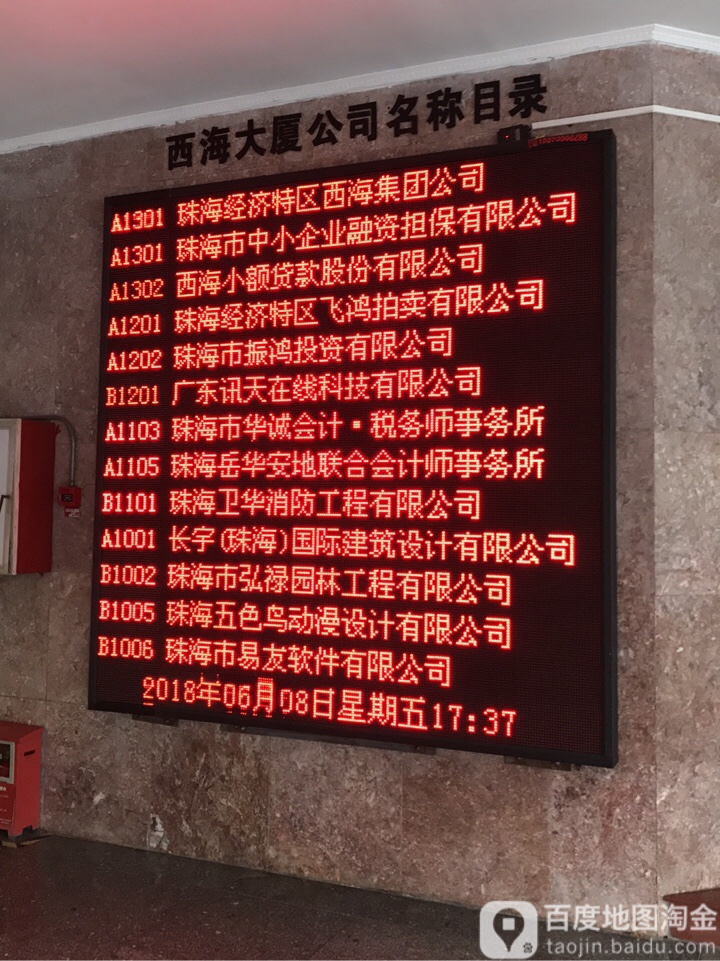 西海大厦公司名称目录
A1301 珠海经济特区西海集团公司
A1301 珠海市中小企业融资担保有限公司
A1302 西海小额贷款股份有限公司
A1201 珠海经济特区飞鸿拍卖有限公司
A1202 珠海市振鸿投资有限公司
B1201 广东讯天在线科技有限公司
A1103 珠海市华诚会计·税务师事务所
A1105 珠海岳华安地联合会计师事务所
B1101 珠海卫华消防工程有限公司
A1001 长宇(珠海)国际建筑设计有限公司
B1002 珠海市弘禄园林工程有限公司
B1005 珠海五色鸟动漫设计有限公司
B1006 珠海市易友软件有限公司
2018年06月08日星期五17:37
百度地图淘金
taojin.baidu.com